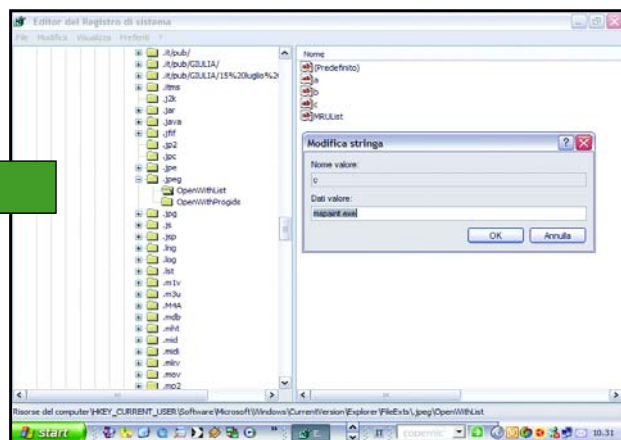 Editor del Registro di sistema
File Modifica Visualizza Preferiti ?
.it/pub/
.it/pub/GIULIA/
.it/pub/GIULIA/15%20luglio%2
.itms
.j2k
.jar
.java
.jfif
.jp2
.jpc
.jpe
.jpeg
OpenWithList
OpenWithProgids
.jpg
.js
.jsp
.lng
.log
.lst
.m1v
.m3u
.M4A
.mdb
.mht
.mid
.midi
.mkv
.mov
.mp2
Nome
(Predefinito)
a
b
c
MRUList
Modifica stringa
Nome valore:
c
Dati valore:
mspaint.exe
OK Annulla
Risorse del computer\HKEY_CURRENT_USER\Software\Microsoft\Windows\CurrentVersion\Explorer\FileExts\.jpeg\OpenWithList
start
IT
copernic
10.31